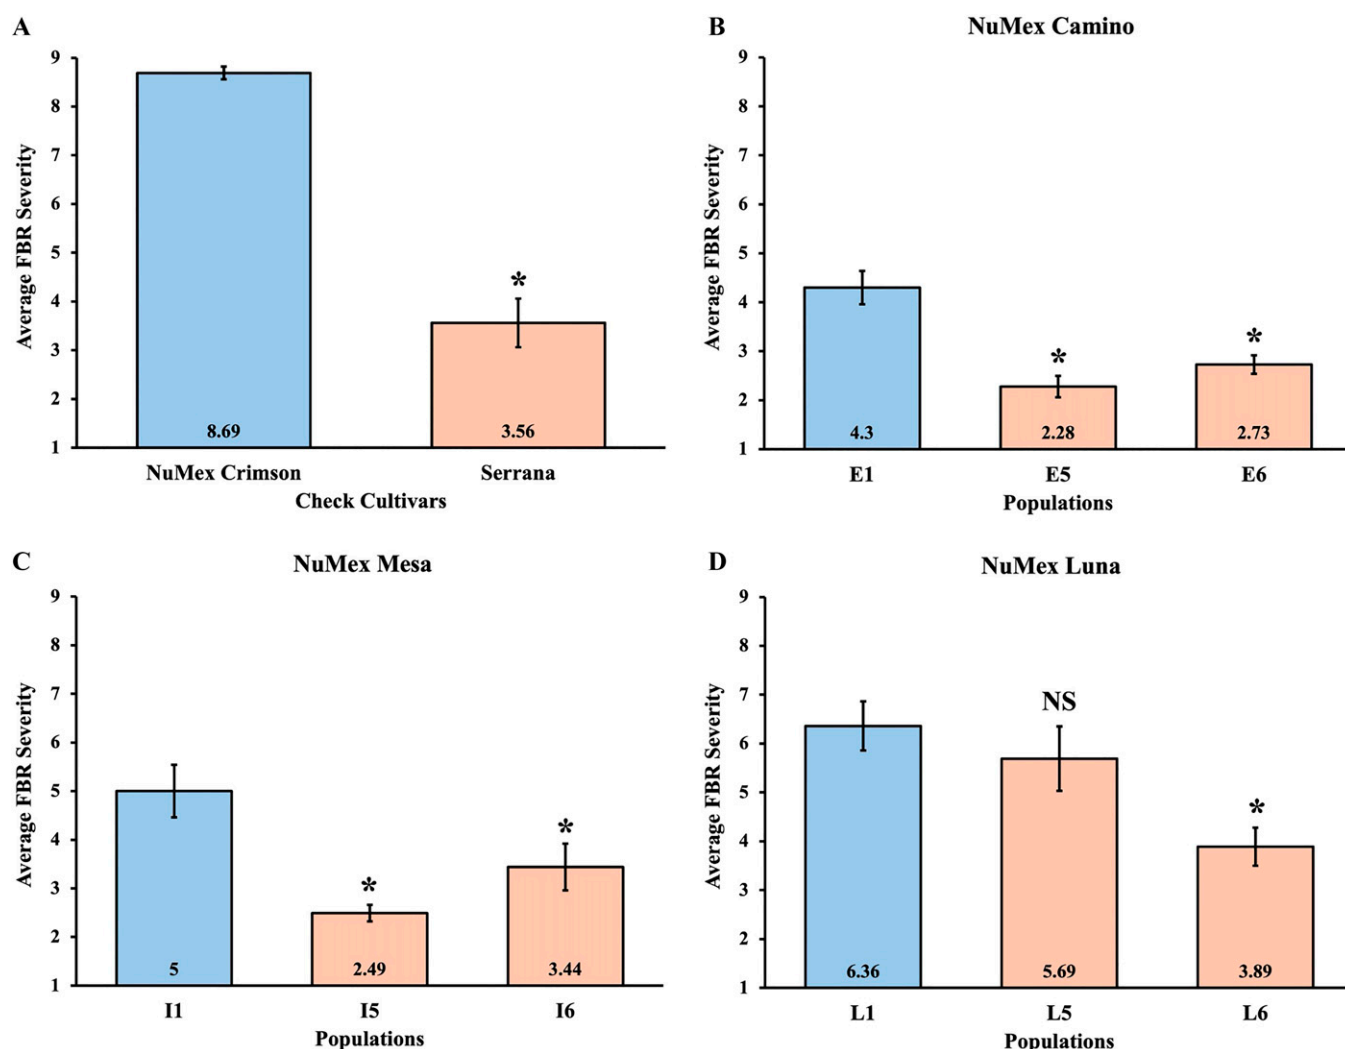 A
9
8
7
6
5
4
3
2
1
Average FBR Severity
*
8.69
3.56
NuMex Crimson
Serrana
Check Cultivars
B
NuMex Camino
9
8
7
6
5
4
3
2
1
Average FBR Severity
*
*
4.3
2.28
2.73
E1
E5
E6
Populations
C
NuMex Mesa
9
8
7
6
5
4
3
2
1
Average FBR Severity
*
*
5
2.49
3.44
I1
I5
I6
Populations
D
NuMex Luna
9
8
7
6
5
4
3
2
1
Average FBR Severity
NS
*
6.36
5.69
3.89
L1
L5
L6
Populations